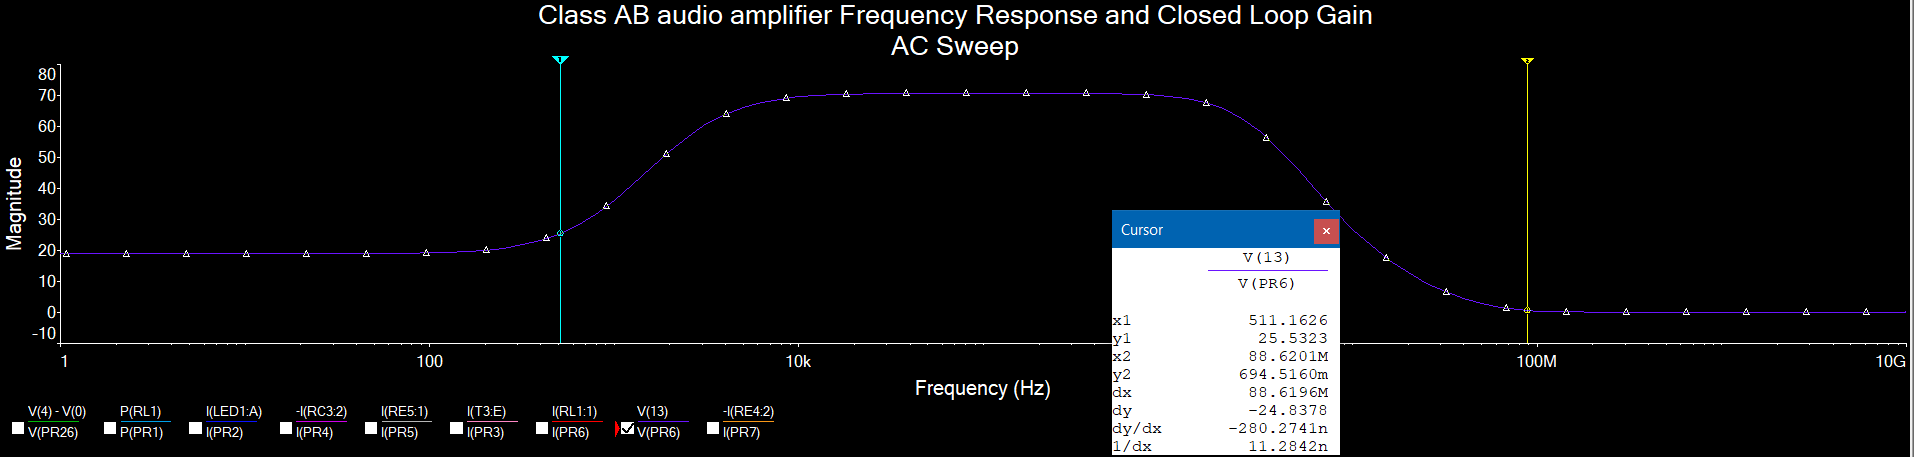 Class AB audio amplifier Frequency Response and Closed Loop Gain
AC Sweep
Magnitude
80
70
60
50
40
30
20
10
0
-10
1
100
10k
100M
10G
Frequency (Hz)
1
2
Cursor
×
V(13)
V(PR6)
x1 511.1626
y1 25.5323
x2 88.6201M
y2 694.5160m
dx 88.6196M
dy -24.8378
dy/dx -280.2741n
1/dx 11.2842n
V(4) - V(0) P(RL1) I(LED1:A) -I(RC3:2) I(RE5:1) I(T3:E) I(RL1:1) V(13) -I(RE4:2)
V(PR26) P(PR1) I(PR2) I(PR4) I(PR5) I(PR3) I(PR6) V(PR6) I(PR7)